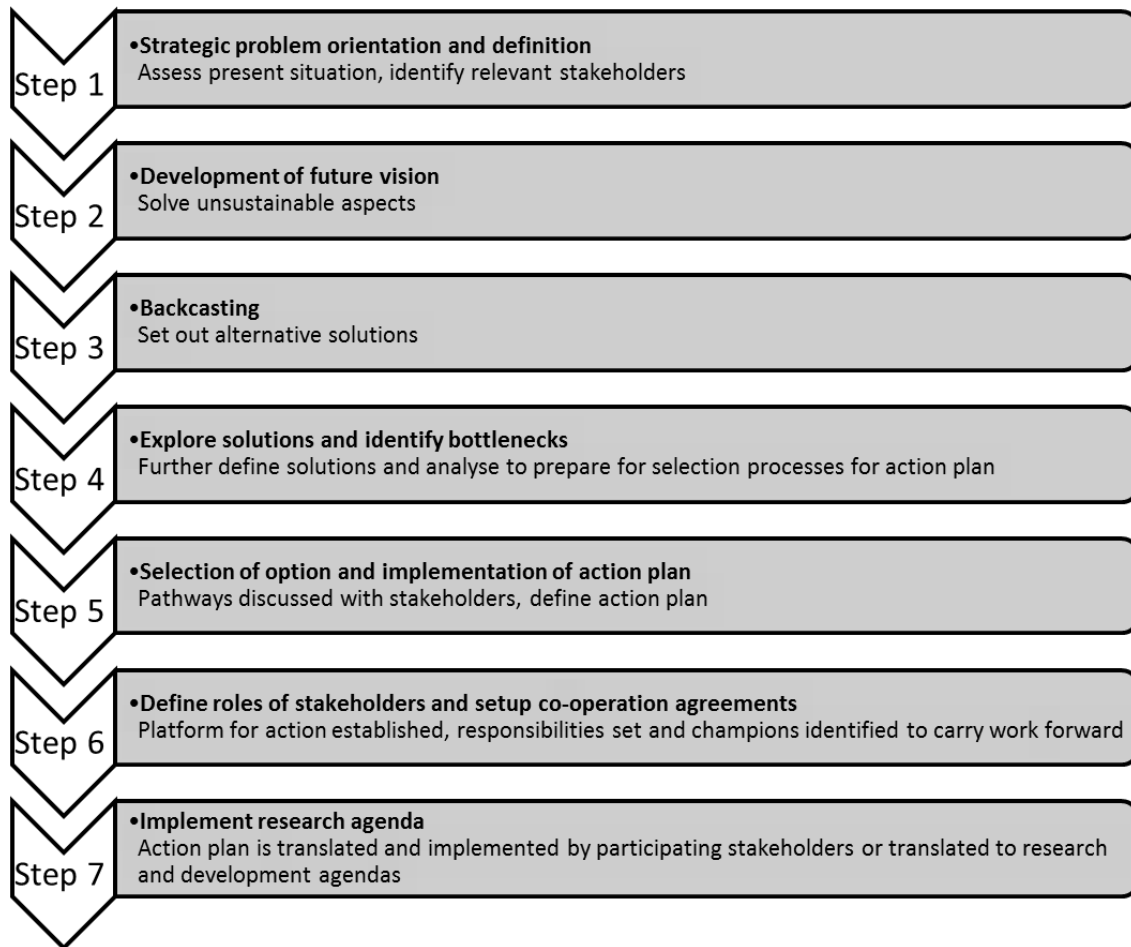 Step 1
•Strategic problem orientation and definition
Assess present situation, identify relevant stakeholders
Step 2
•Development of future vision
Solve unsustainable aspects
Step 3
•Backcasting
Set out alternative solutions
Step 4
•Explore solutions and identify bottlenecks
Further define solutions and analyse to prepare for selection processes for action plan
Step 5
•Selection of option and implementation of action plan
Pathways discussed with stakeholders, define action plan
Step 6
•Define roles of stakeholders and setup co-operation agreements
Platform for action established, responsibilities set and champions identified to carry work forward
Step 7
•Implement research agenda
Action plan is translated and implemented by participating stakeholders or translated to research
and development agendas